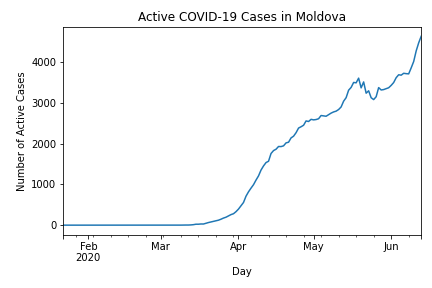 Active COVID-19 Cases in Moldova
Number of Active Cases
4000
3000
2000
1000
0
Feb
2020
Mar
Apr
May
Jun
Day